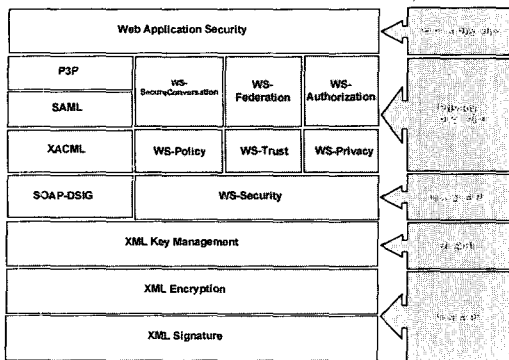 Web Application Security
P3P
WS-
SecureConversation
WS-
Federation
WS-
Authorization
SAML
XACML
WS-Policy
WS-Trust
WS-Privacy
SOAP-DSIG
WS-Security
XML Key Management
XML Encryption
XML Signature